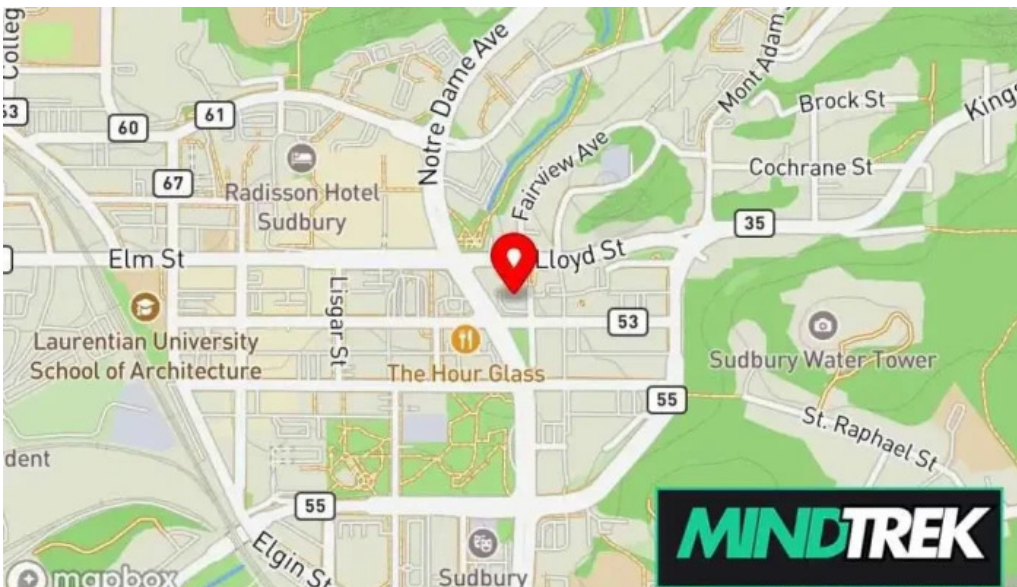 Colleg
63
60
61
67
Notre Dame Ave
Mont Adam
Brock St
Kings
Fairview Ave
Cochrane St
Radisson Hotel
Sudbury
35
Elm St
Lloyd St
Lisgar St
53
Laurentian University
School of Architecture
The Hour Glass
Sudbury Water Tower
55
St. Raphael St
dent
55
Elgin St
Sudbury
mapbox
MINDTREK